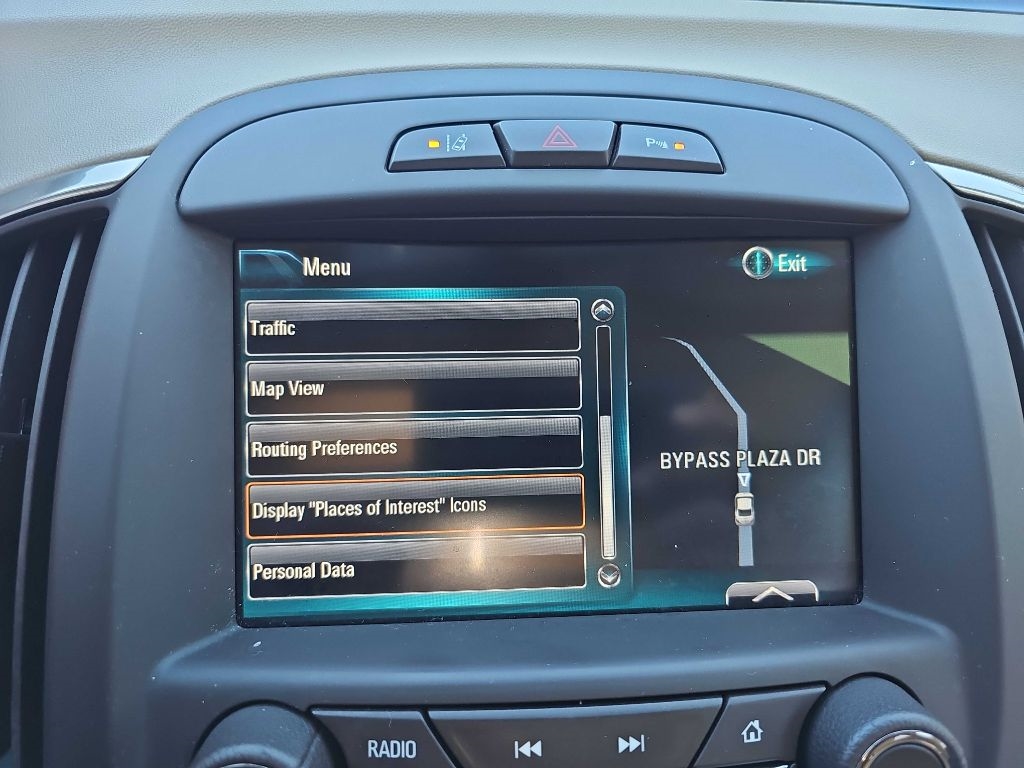 P
Menu
Exit
Traffic
Map View
Routing Preferences
Display "Places of Interest" Icons
Personal Data
BYPASS PLAZA DR
RADIO